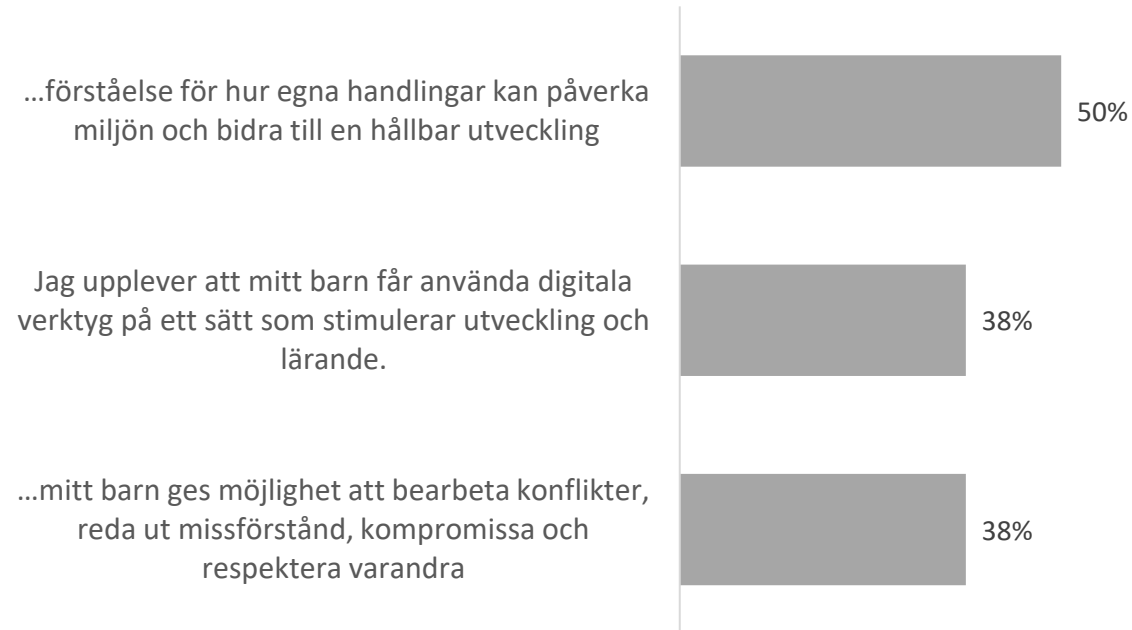 …förståelse för hur egna handlingar kan påverka
miljön och bidra till en hållbar utveckling
50%
Jag upplever att mitt barn får använda digitala
verktyg på ett sätt som stimulerar utveckling och
lärande.
38%
…mitt barn ges möjlighet att bearbeta konflikter,
reda ut missförstånd, kompromissa och
respektera varandra
38%